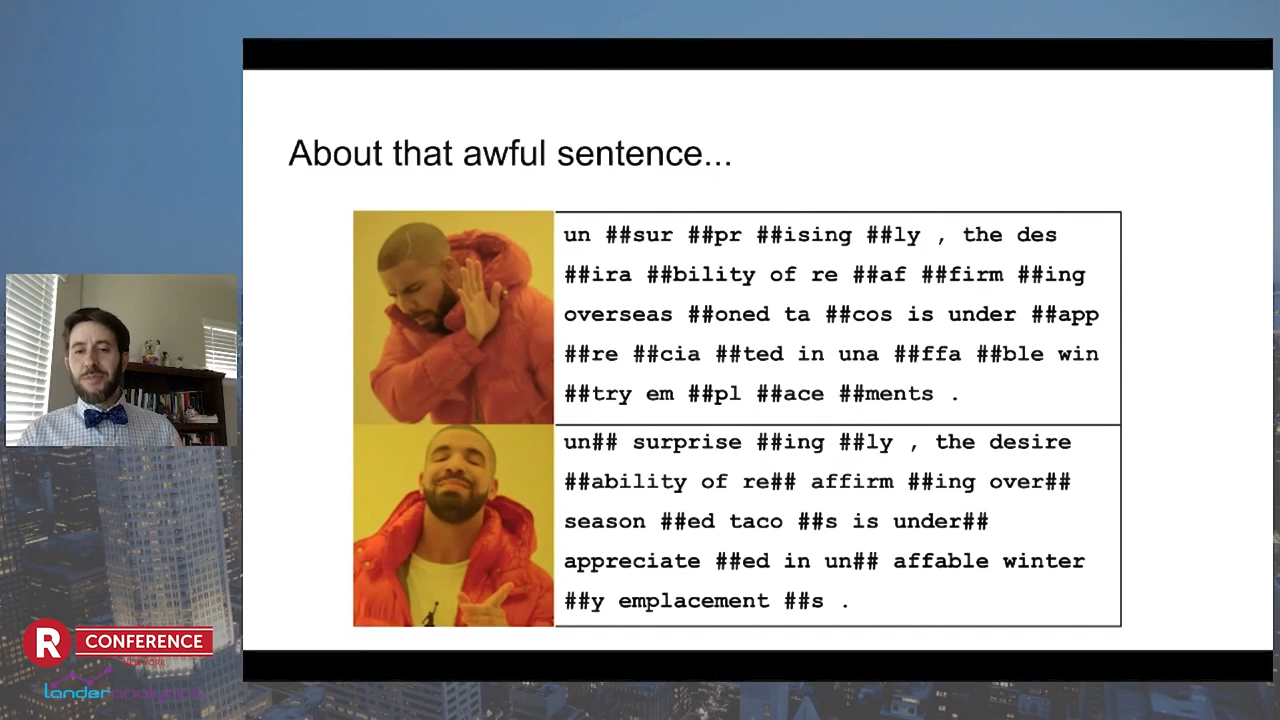 About that awful sentence...
un ##sur ##pr ##ising ##ly , the des
##ira ##bility of re ##af ##firm ##ing
overseas ##oned ta ##cos is under ##app
##re ##cia ##ted in una ##ffa ##ble win
##try em ##pl ##ace ##ments .
un## surprise ##ing ##ly , the desire
##ability of re## affirm ##ing over##
season ##ed taco ##s is under##
appreciate ##ed in un## affable winter
##y emplacement ##s .
R CONFERENCE
NEW YORK
landeranalytics